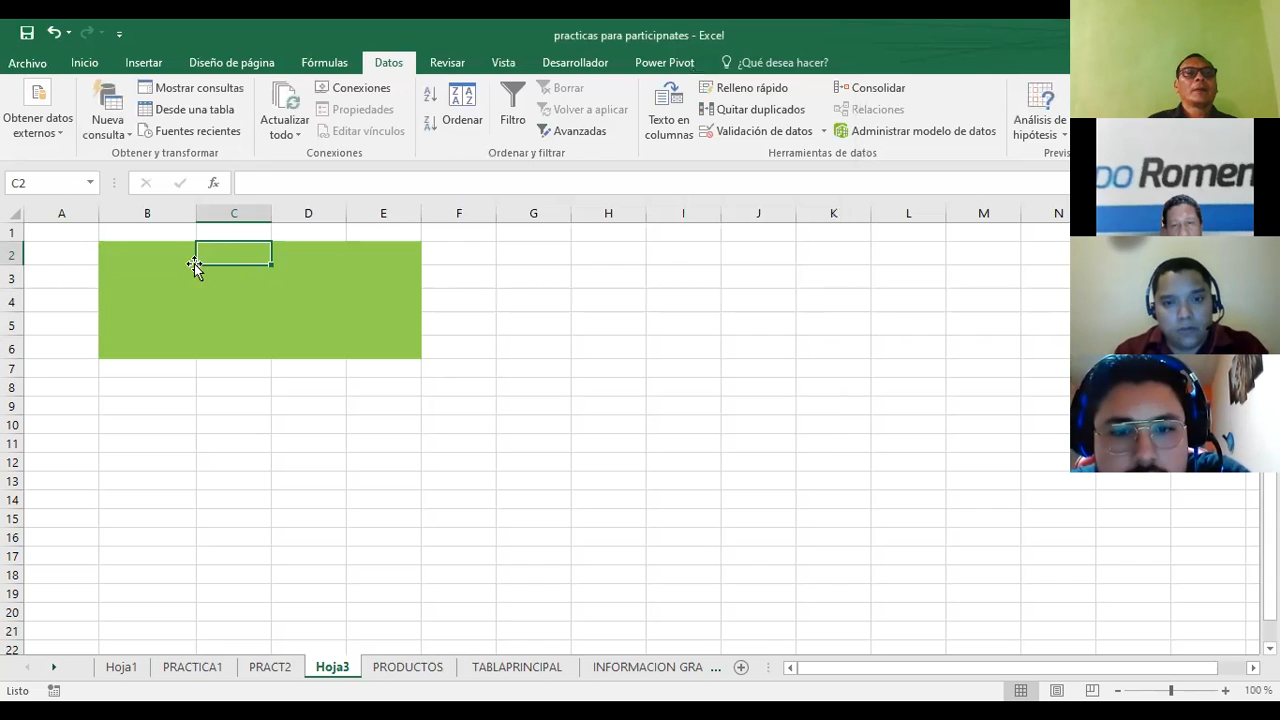 practicas para participnates - Excel
Archivo Inicio Insertar Diseño de página Fórmulas Datos Revisar Vista Desarrollador Power Pivot ¿Qué desea hacer?
Obtener datos externos
Nueva consulta
Mostrar consultas
Desde una tabla
Fuentes recientes
Obtener y transformar
Actualizar todo
Conexiones
Propiedades
Editar vínculos
Conexiones
Ordenar
Filtro
Borrar
Volver a aplicar
Avanzadas
Ordenar y filtrar
Texto en columnas
Relleno rápido
Quitar duplicados
Validación de datos
Consolidar
Relaciones
Administrar modelo de datos
Herramientas de datos
Análisis de hipótesis
Previs
C2
fx
A B C D E F G H I J K L M N
1
2
3
4
5
6
7
8
9
10
11
12
13
14
15
16
17
18
19
20
21
22
Hoja1 PRACTICA1 PRACT2 Hoja3 PRODUCTOS TABLAPRINCIPAL INFORMACION GRA ...
Listo
100 %
po Romen